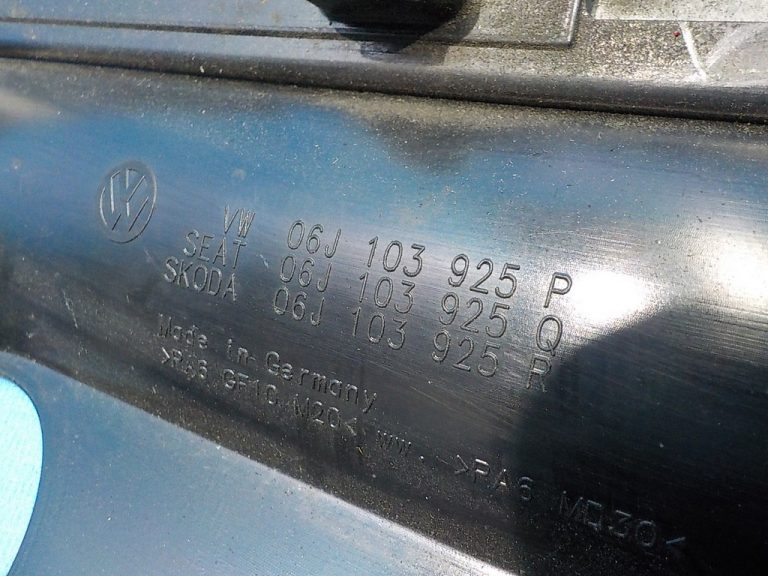 VW 06J 103 925 P
SEAT 06J 103 925 Q
SKODA 06J 103 925 R
Made in Germany
>PA6 GF10/M20< WW. >PA6 MD30<